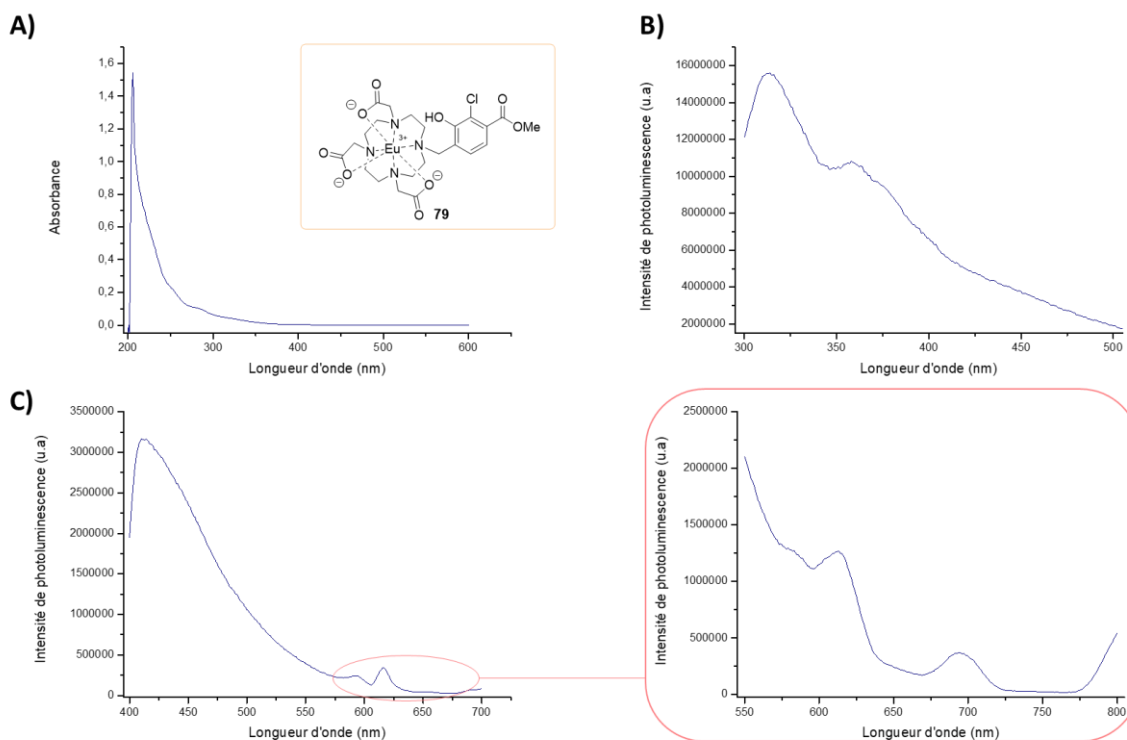 A)
1,6
1,4
1,2
1,0
0,8
0,6
0,4
0,2
0,0
200 300 400 500 600
Absorbance
Longueur d'onde (nm)
O
⊖
O
N
N
Eu
3+
N
N
O
O
⊖
O
⊖
O
HO
Cl
O
OMe
79
B)
16000000
14000000
12000000
10000000
8000000
6000000
4000000
2000000
300 350 400 450 500
Intensité de photoluminescence (u.a)
Longueur d'onde (nm)
C)
3500000
3000000
2500000
2000000
1500000
1000000
500000
0
400 450 500 550 600 650 700
Intensité de photoluminescence (u.a)
Longueur d'onde (nm)
2500000
2000000
1500000
1000000
500000
0
550 600 650 700 750 800
Intensité de photoluminescence (u.a)
Longueur d'onde (nm)